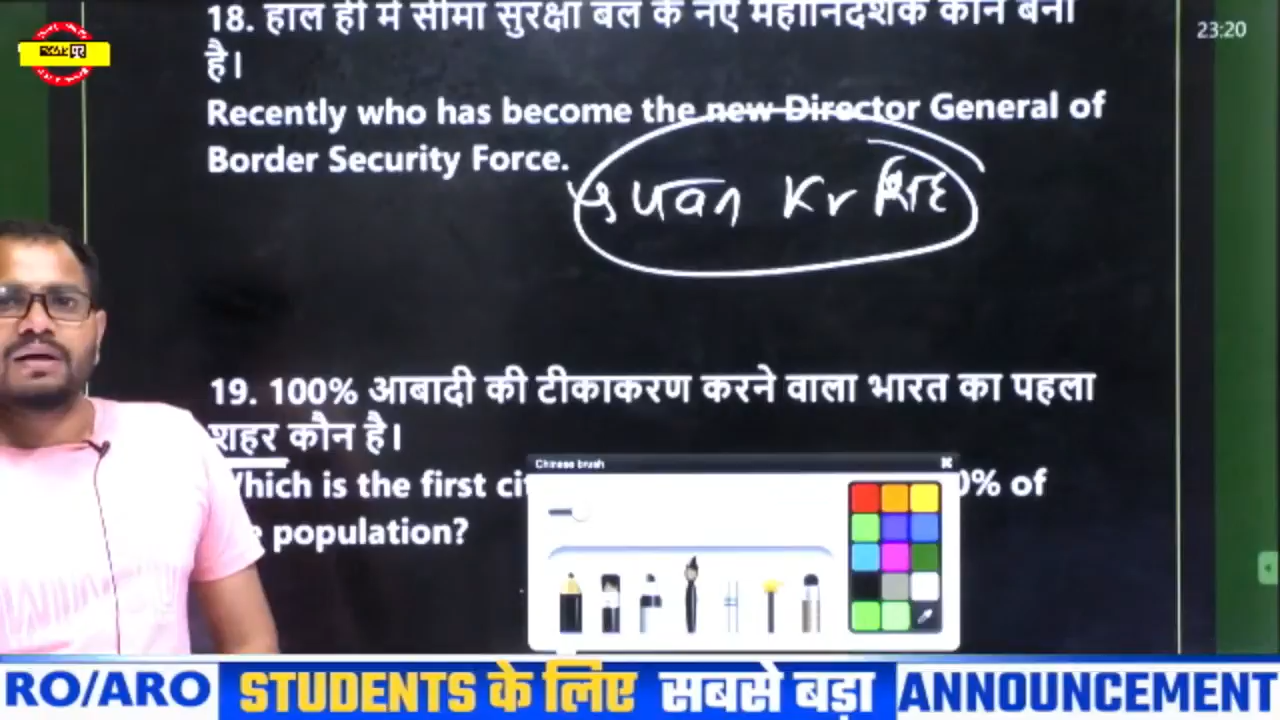 18. हाल ही में सीमा सुरक्षा बल के नए महानिदेशक कौन बना
है।
23:20
Recently who has become the new Director General of
Border Security Force.
Kr
19. 100% आबादी की टीकाकरण करने वाला भारत का पहला
शहर कौन है।
Which is the first
0% of
population?
Chinese brush
RO/ARO STUDENTS के लिए सबसे बड़ा ANNOUNCEMENT